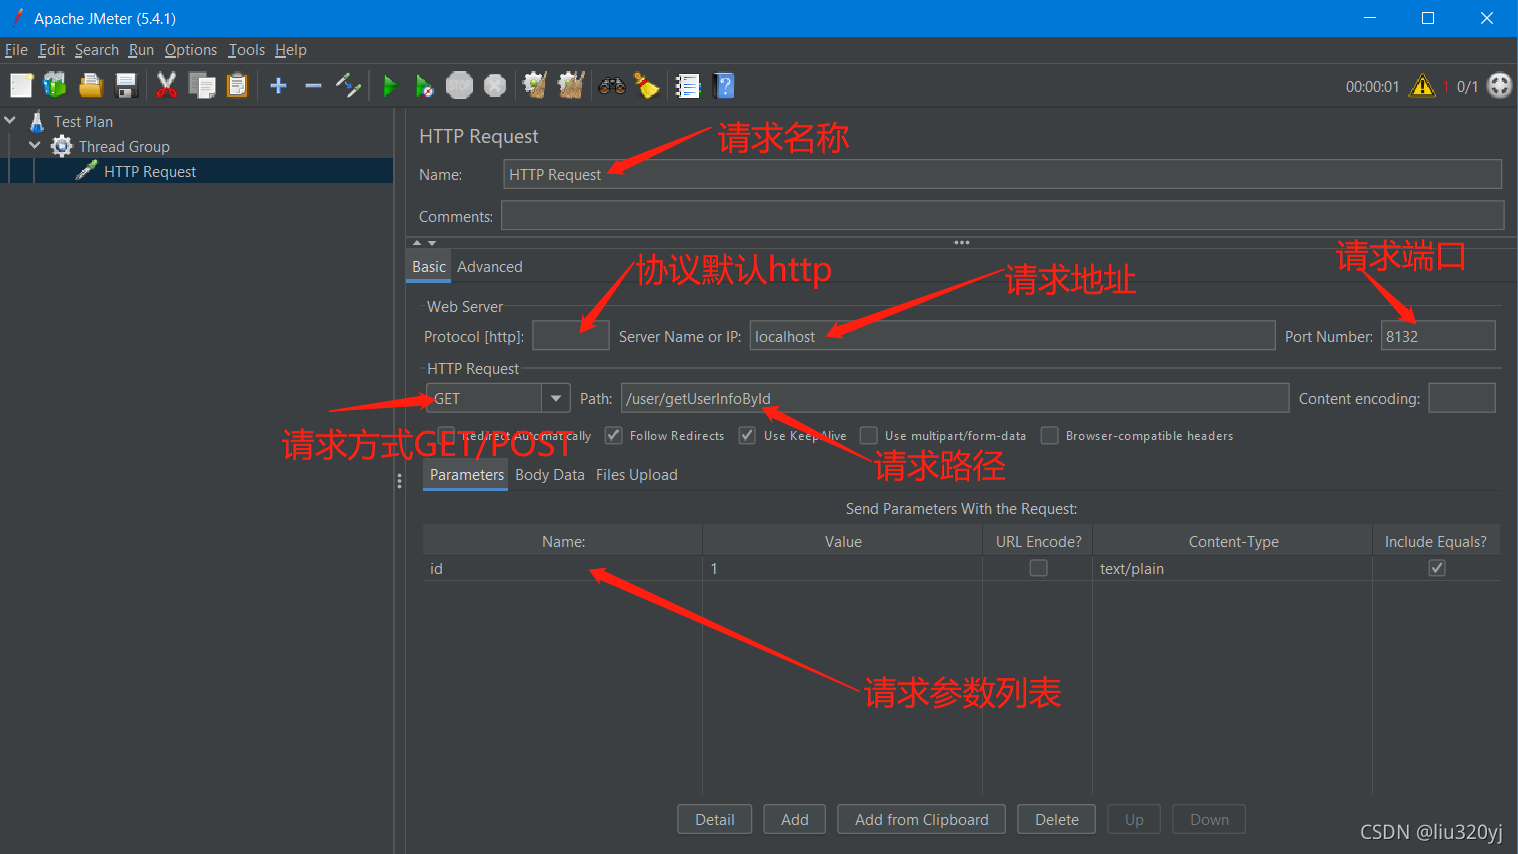 Apache JMeter (5.4.1)
File Edit Search Run Options Tools Help
STOP
00:00:01 1 0/1
Test Plan
Thread Group
HTTP Request
HTTP Request
请求名称
Name: HTTP Request
Comments:
Basic Advanced
协议默认http
请求地址
请求端口
Web Server
Protocol [http]: Server Name or IP: localhost Port Number: 8132
HTTP Request
GET Path: /user/getUserInfoById Content encoding:
Redirect Automatically Follow Redirects Use KeepAlive Use multipart/form-data Browser-compatible headers
请求方式GET/POST
请求路径
Parameters Body Data Files Upload
Send Parameters With the Request:
Name: Value URL Encode? Content-Type Include Equals?
id 1 text/plain
请求参数列表
Detail Add Add from Clipboard Delete Up Down
CSDN @liu320yj